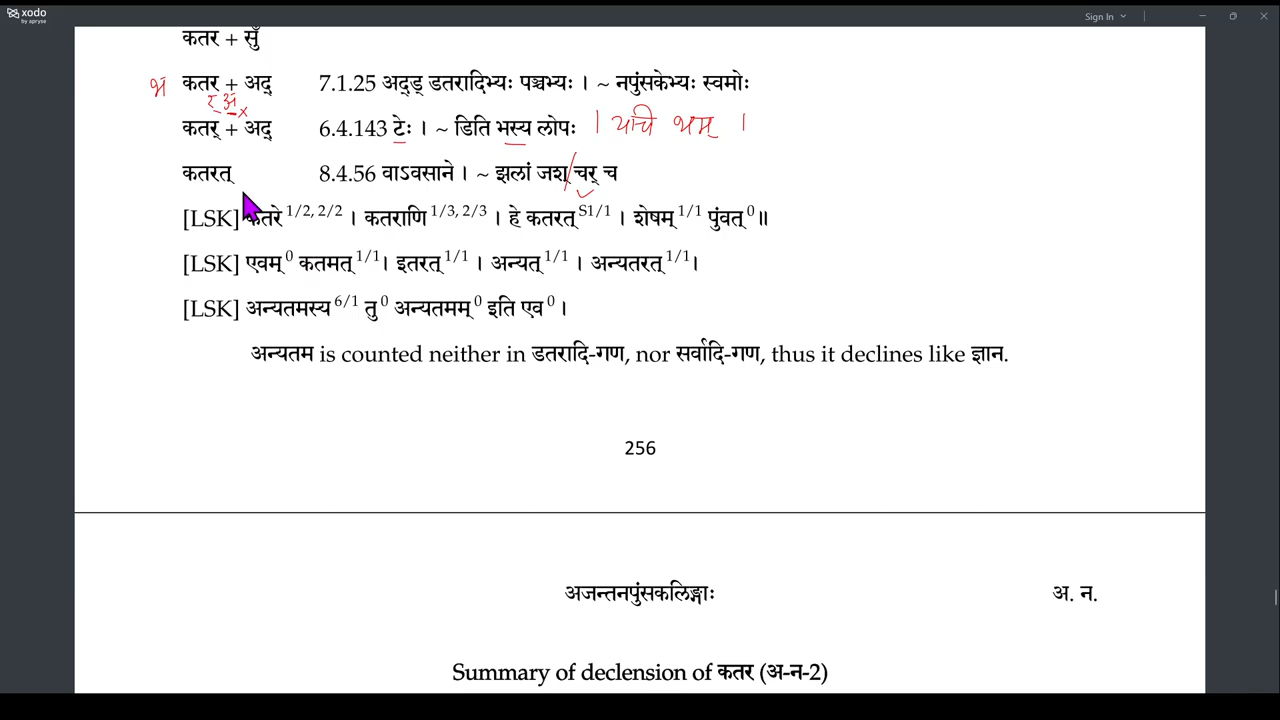 xodo
by apryse
Sign In
कतर + सुँ
भं कतर + अद् 7.1.25 अद्ड् डतरादिभ्यः पञ्चभ्यः । ~ नपुंसकेभ्यः स्वमोः
र् अ x
कतर् + अद् 6.4.143 टेः । ~ डिति भस्य लोपः । यचि भम् ।
कतरत् 8.4.56 वाऽवसाने । ~ झलां जश् चर् च
[LSK] कतरे 1/2, 2/2 । कतराणि 1/3, 2/3 । हे कतरत् S1/1 । शेषम् 1/1 पुंवत् 0 ॥
[LSK] एवम् 0 कतमत् 1/1 । इतरत् 1/1 । अन्यत् 1/1 । अन्यतरत् 1/1 ।
[LSK] अन्यतमस्य 6/1 तु 0 अन्यतमम् 0 इति एव 0 ।
अन्यतम is counted neither in डतरादि-गण, nor सर्वादि-गण, thus it declines like ज्ञान.
256
अजन्तनपुंसकलिङ्गाः अ. न.
Summary of declension of कतर (अ-न-2)